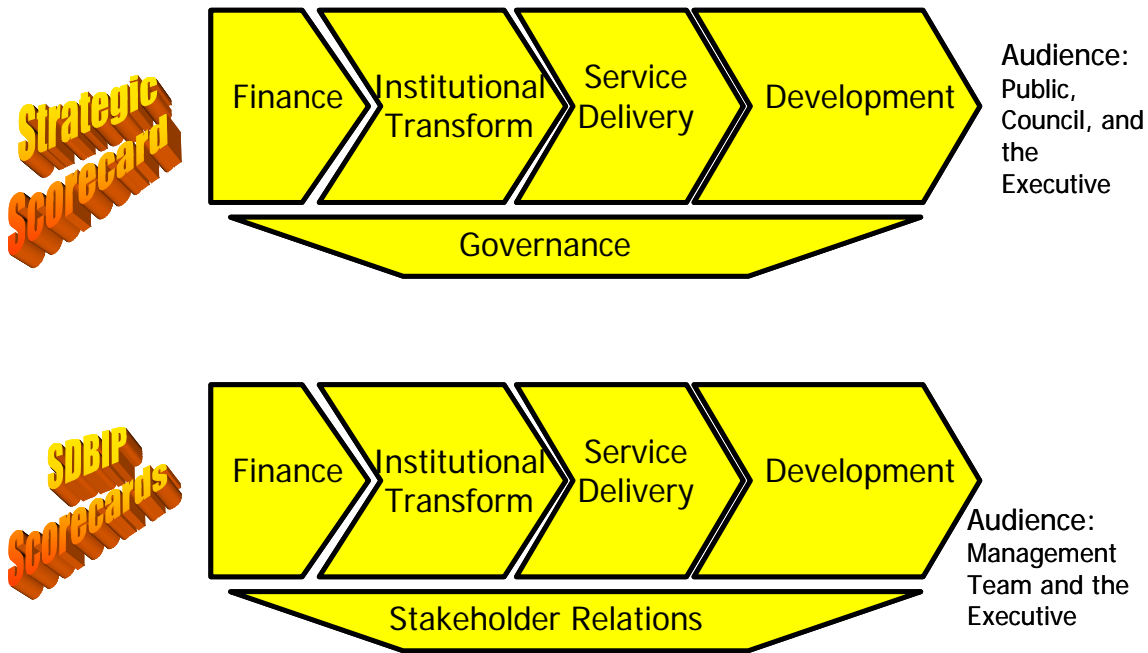 Strategic
Scorecard
Finance
Institutional
Transform
Service
Delivery
Development
Audience:
Public,
Council, and
the
Executive
Governance
SDBIP
Scorecards
Finance
Institutional
Transform
Service
Delivery
Development
Audience:
Management
Team and the
Executive
Stakeholder Relations